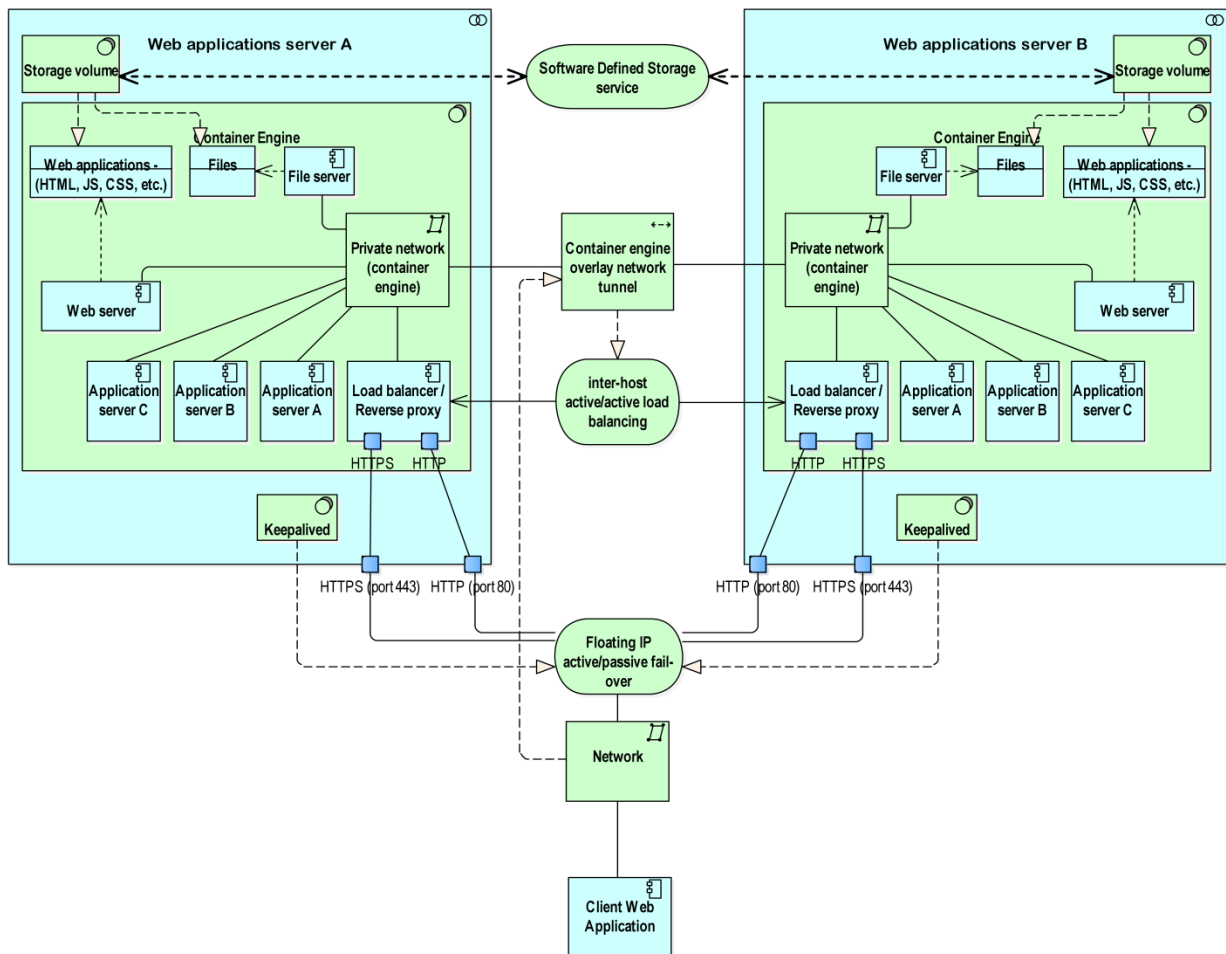 Web applications server A
Web applications server B
Storage volume
Software Defined Storage
service
Storage volume
Container Engine
Container Engine
Web applications -
(HTML, JS, CSS, etc.)
Files
File server
File server
Files
Web applications -
(HTML, JS, CSS, etc.)
Private network
(container
engine)
Container engine
overlay network
tunnel
Private network
(container
engine)
Web server
Web server
Application
server C
Application
server B
Application
server A
Load balancer /
Reverse proxy
inter-host
active/active load
balancing
Load balancer /
Reverse proxy
Application
server A
Application
server B
Application
server C
HTTPS
HTTP
HTTP
HTTPS
Keepalived
Keepalived
HTTPS (port 443)
HTTP (port 80)
HTTP (port 80)
HTTPS (port 443)
Floating IP
active/passive fail-
over
Network
Client Web
Application